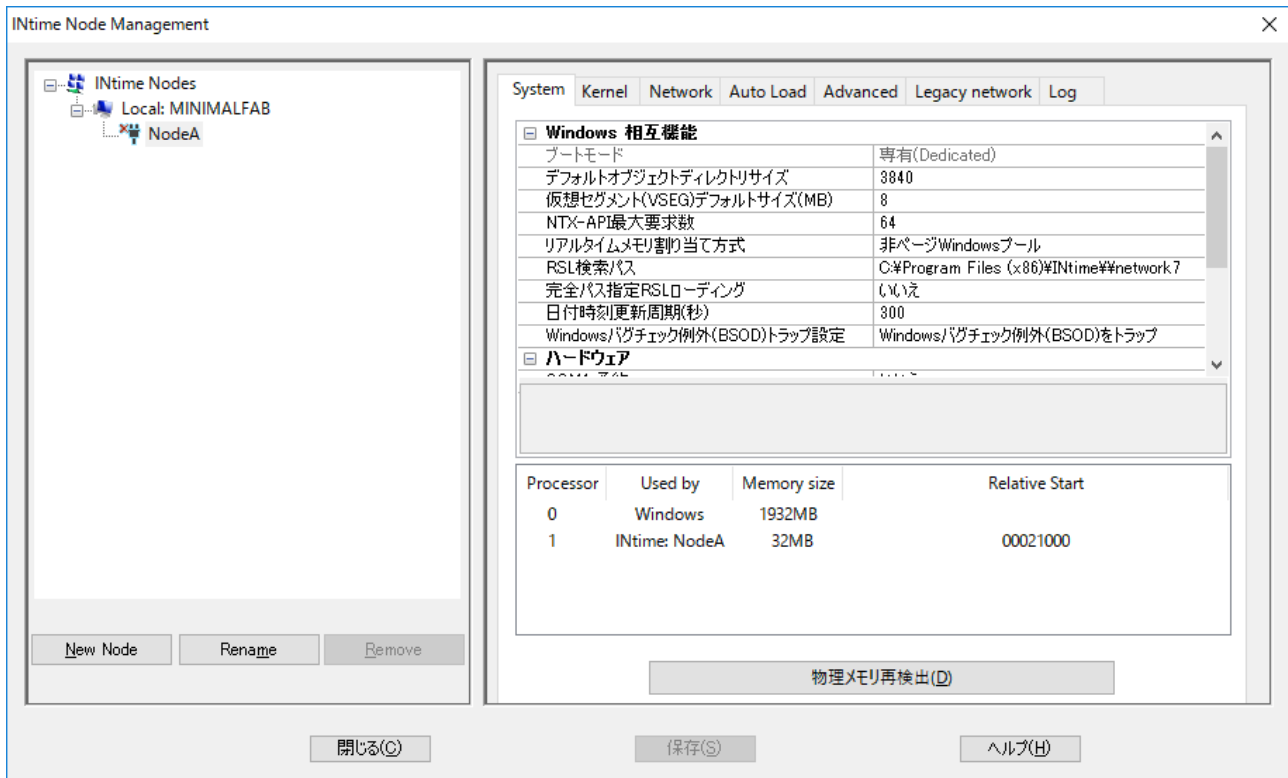 INtime Node Management
INtime Nodes
Local: MINIMALFAB
NodeA
New Node
Rename
Remove
System Kernel Network Auto Load Advanced Legacy network Log
Windows 相互機能
ブートモード 専有(Dedicated)
デフォルトオブジェクトディレクトリサイズ 3840
仮想セグメント(VSEG)デフォルトサイズ(MB) 8
NTX-API最大要求数 64
リアルタイムメモリ割り当て方式 非ページWindowsプール
RSL検索パス C:¥Program Files (x86)¥INtime¥¥network7
完全パス指定RSLローディング いいえ
日付時刻更新周期(秒) 300
Windowsバグチェック例外(BSOD)トラップ設定 Windowsバグチェック例外(BSOD)をトラップ
ハードウェア
Processor Used by Memory size Relative Start
0 Windows 1932MB
1 INtime: NodeA 32MB 00021000
物理メモリ再検出(D)
閉じる(C)
保存(S)
ヘルプ(H)